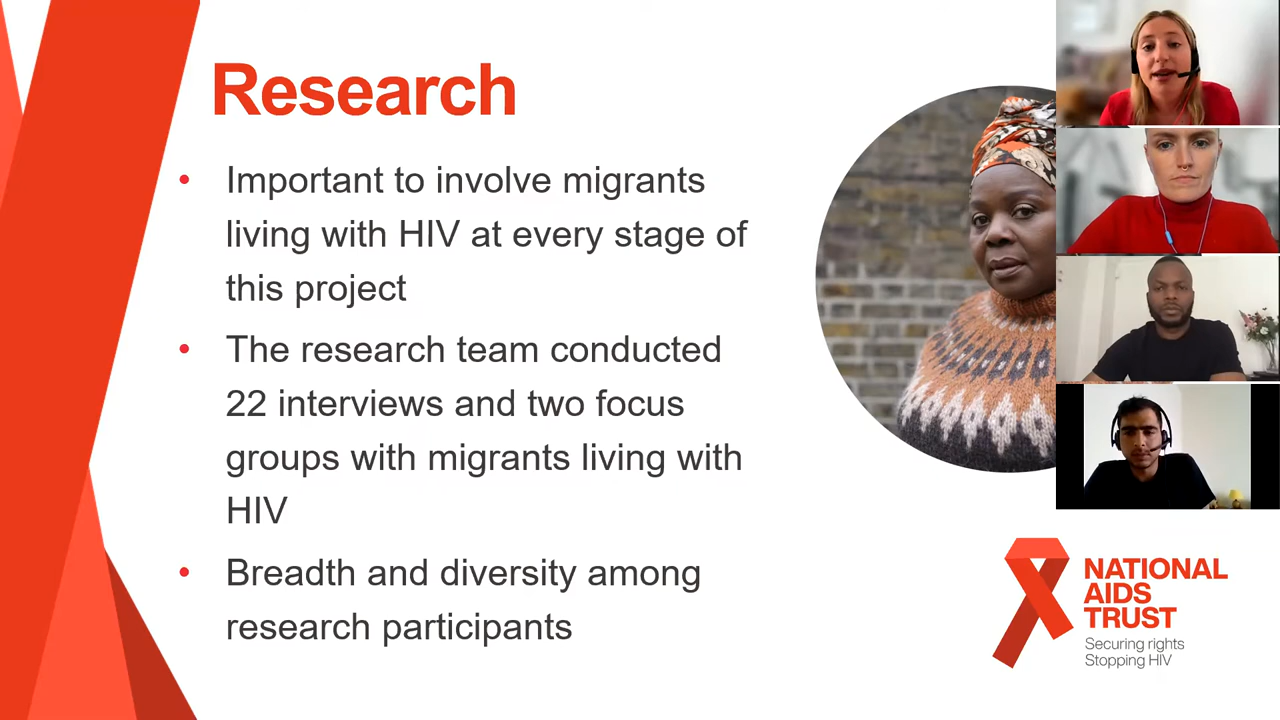 Research
• Important to involve migrants
living with HIV at every stage of
this project
• The research team conducted
22 interviews and two focus
groups with migrants living with
HIV
• Breadth and diversity among
research participants
NATIONAL
AIDS
TRUST
Securing rights
Stopping HIV